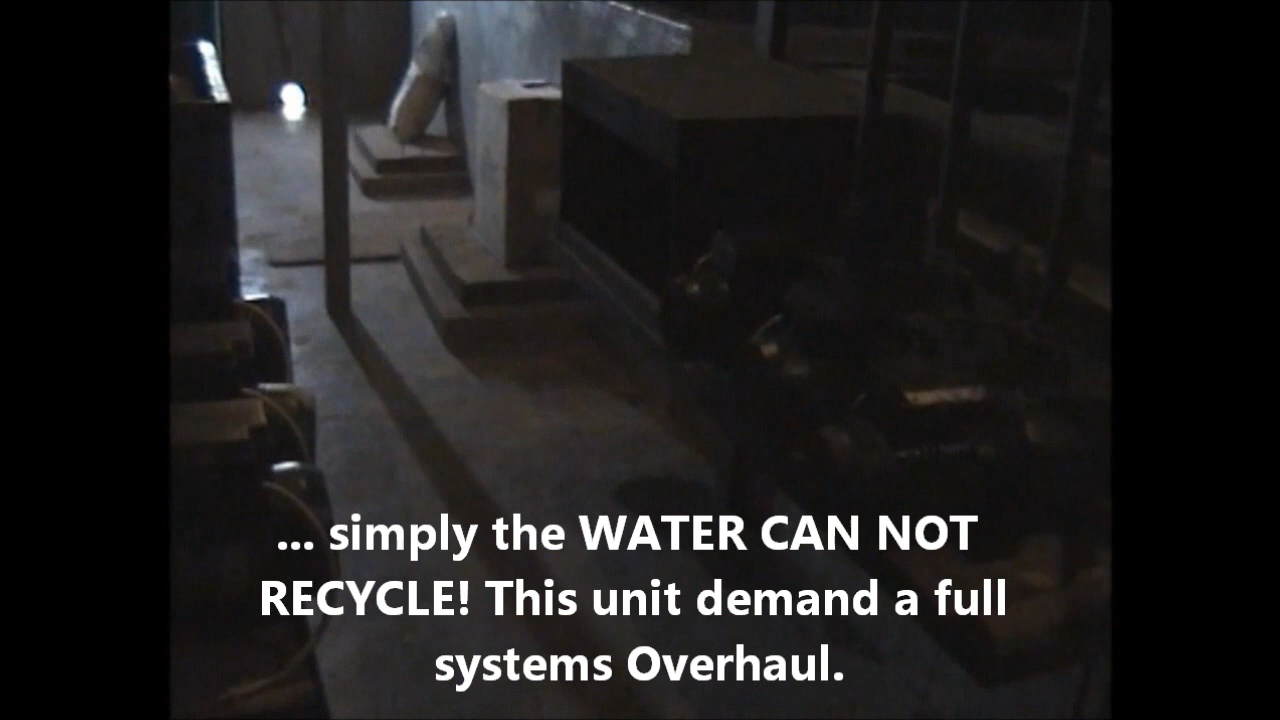 ... simply the WATER CAN NOT
RECYCLE! This unit demand a full
systems Overhaul.